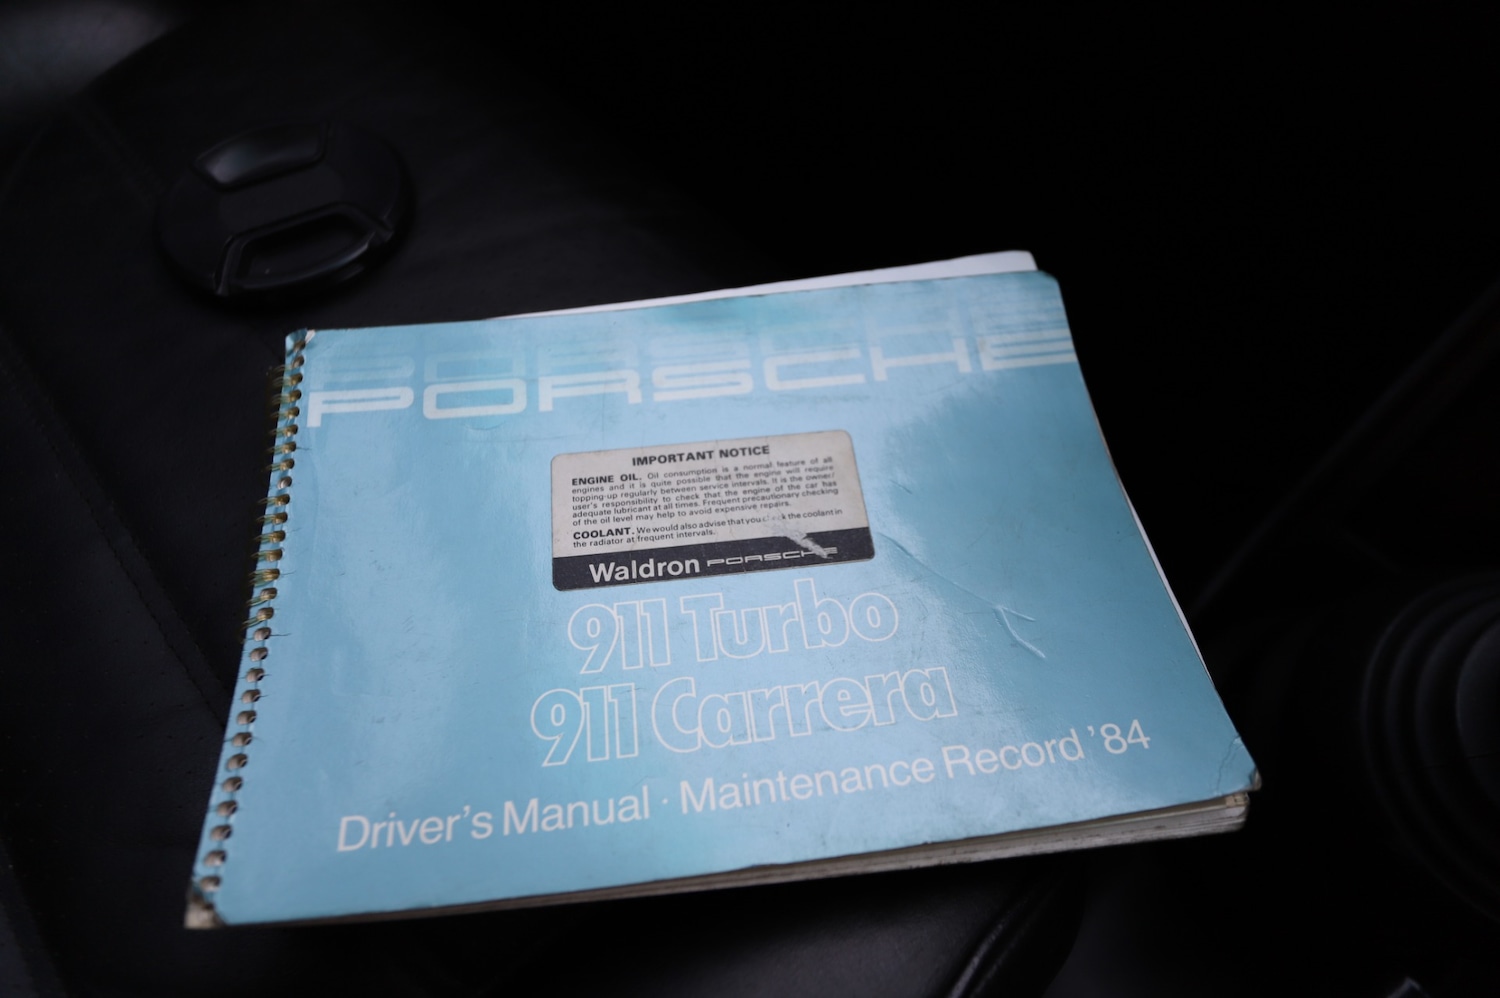 PORSCHE
PORSCHE
IMPORTANT NOTICE
ENGINE OIL. Oil consumption is a normal feature of all
engines and it is quite possible that the engine will require
topping-up regularly between service intervals. It is the owner/
user's responsibility to check that the engine of the car has
adequate lubricant at all times. Frequent precautionary checking
of the oil level may help to avoid expensive repairs.
COOLANT. We would also advise that you check the coolant in
the radiator at frequent intervals.
Waldron PORSCHE
911 Turbo
911 Carrera
Driver's Manual · Maintenance Record '84